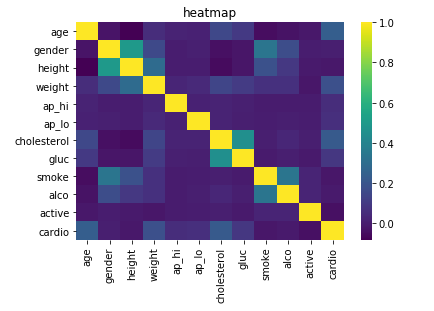 heatmap
age
gender
height
weight
ap_hi
ap_lo
cholesterol
gluc
smoke
alco
active
cardio
age
gender
height
weight
ap_hi
ap_lo
cholesterol
gluc
smoke
alco
active
cardio
1.0
0.8
0.6
0.4
0.2
0.0